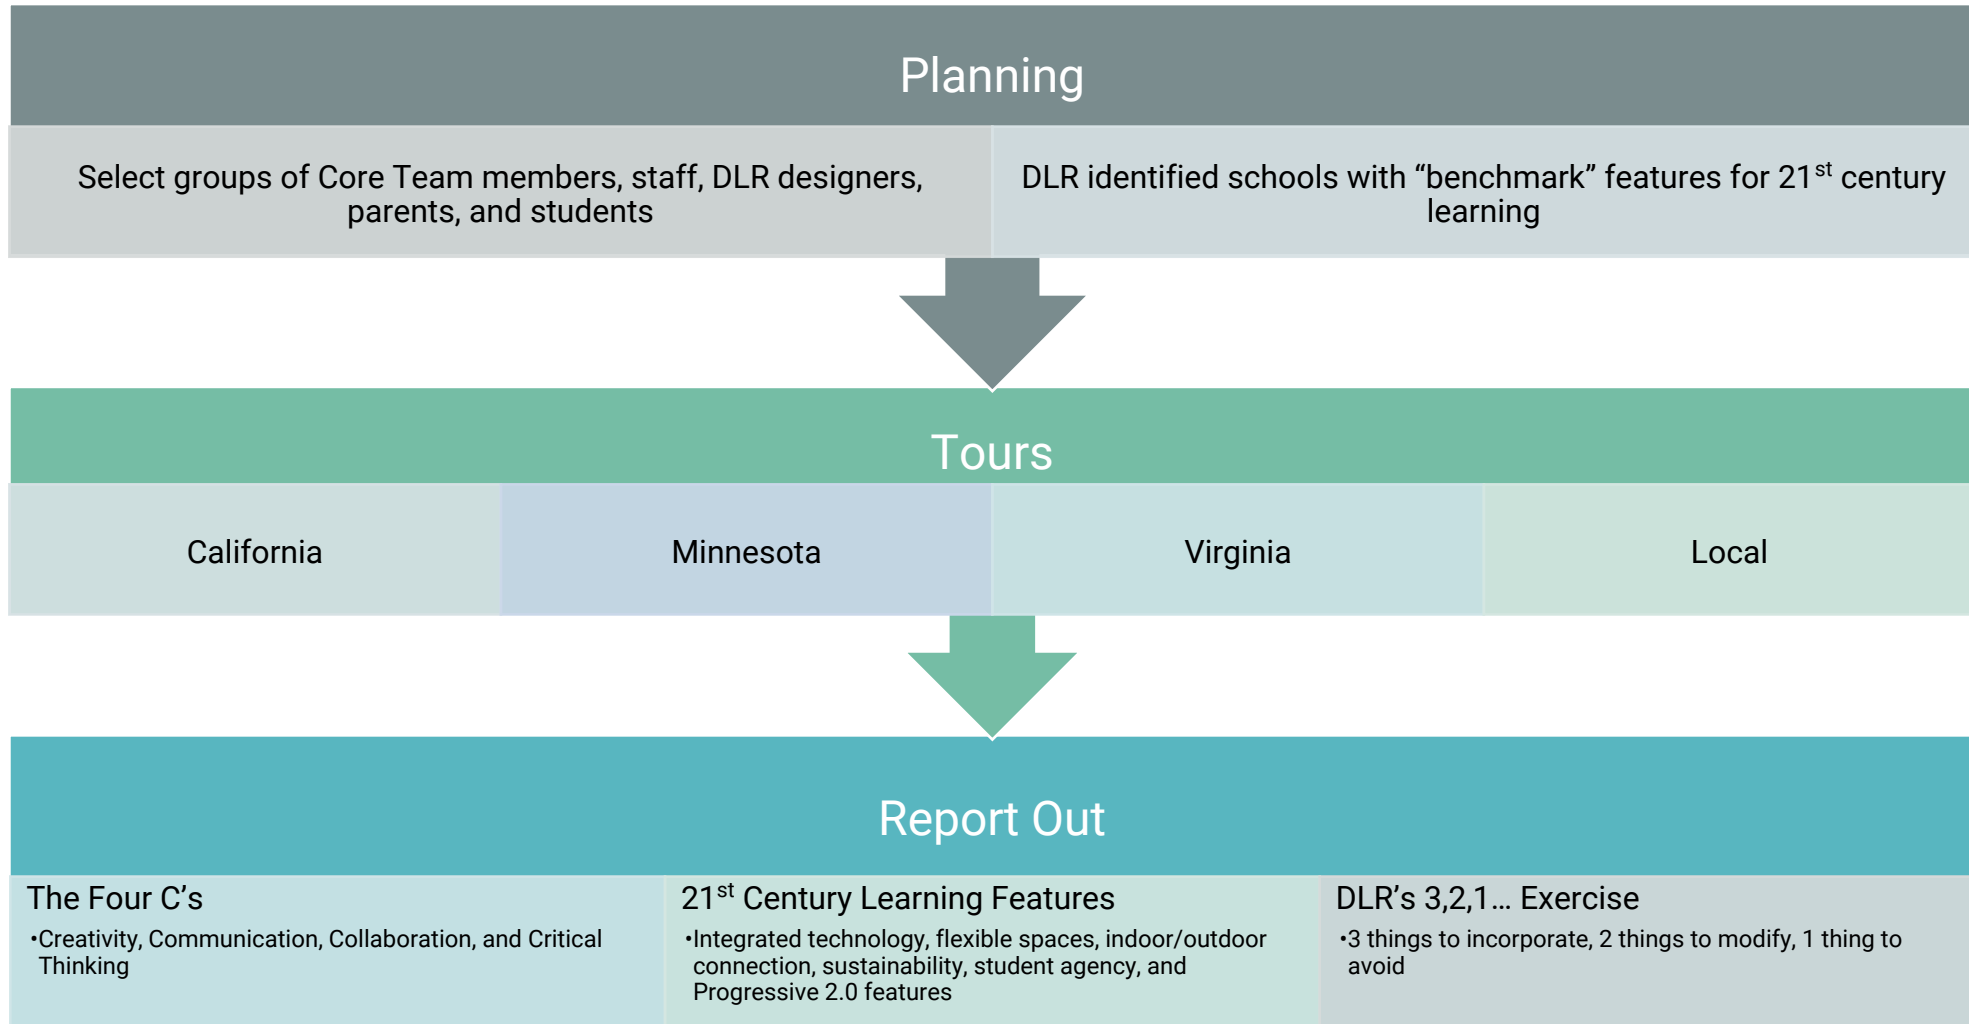 Planning
Select groups of Core Team members, staff, DLR designers,
parents, and students
DLR identified schools with “benchmark” features for 21st century
learning
Tours
California
Minnesota
Virginia
Local
Report Out
The Four C’s
•Creativity, Communication, Collaboration, and Critical
Thinking
21st Century Learning Features
•Integrated technology, flexible spaces, indoor/outdoor
connection, sustainability, student agency, and
Progressive 2.0 features
DLR’s 3,2,1... Exercise
•3 things to incorporate, 2 things to modify, 1 thing to
avoid